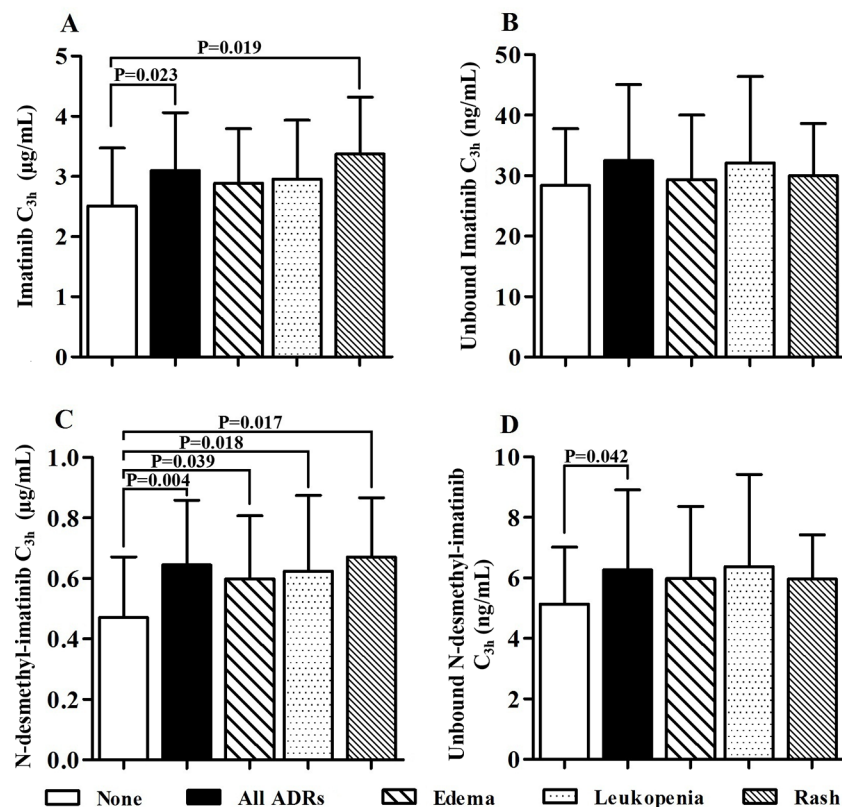 A
Imatinib C3h (µg/mL)
5
4
3
2
1
0
P=0.019
P=0.023
B
Unbound Imatinib C3h (ng/mL)
50
40
30
20
10
0
C
N-desmethyl-imatinib C3h (µg/mL)
1.0
0.8
0.6
0.4
0.2
0.0
P=0.017
P=0.018
P=0.039
P=0.004
D
Unbound N-desmethyl-imatinib
C3h (ng/mL)
10
8
6
4
2
0
P=0.042
None All ADRs Edema Leukopenia Rash